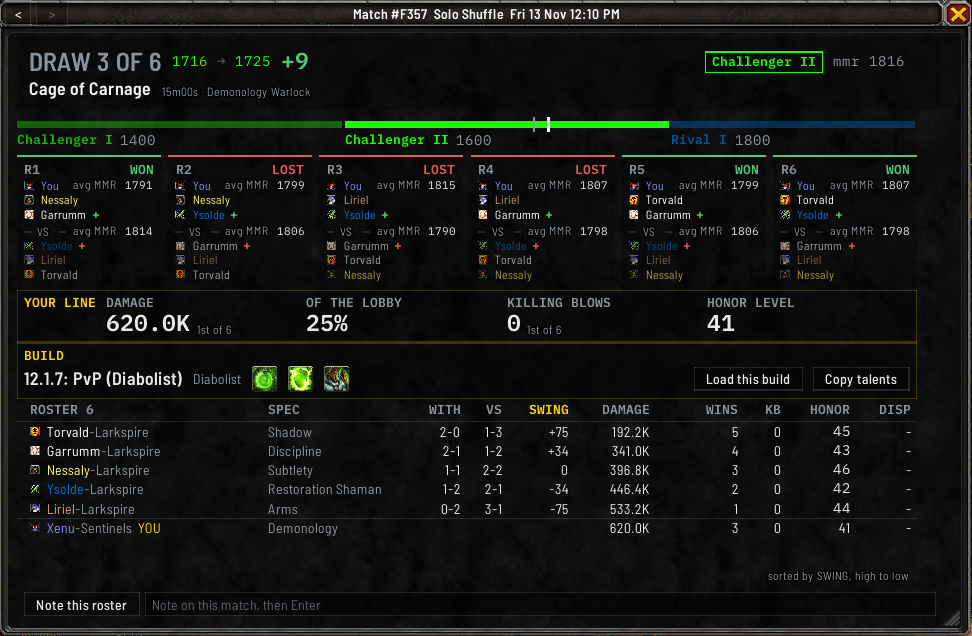 < > Match #F357 Solo Shuffle Fri 13 Nov 12:10 PM
DRAW 3 OF 6 1716 → 1725 +9 Challenger II mmr 1816
Cage of Carnage 15m00s · Demonology Warlock
Challenger I 1400 Challenger II 1600 Rival I 1800
R1 WON R2 LOST R3 LOST R4 LOST R5 WON R6 WON
You avg MMR 1791 You avg MMR 1799 You avg MMR 1815 You avg MMR 1807 You avg MMR 1799 You avg MMR 1807
Nessaly Nessaly Liriel Liriel Torvald Torvald
Garrumm + Ysolde + Ysolde + Garrumm + Garrumm + Ysolde +
— VS — avg MMR 1814 — VS — avg MMR 1806 — VS — avg MMR 1790 — VS — avg MMR 1798 — VS — avg MMR 1806 — VS — avg MMR 1798
Ysolde + Garrumm + Garrumm + Ysolde + Ysolde + Garrumm +
Liriel Liriel Torvald Torvald Liriel Liriel
Torvald Torvald Nessaly Nessaly Nessaly Nessaly
YOUR LINE DAMAGE OF THE LOBBY KILLING BLOWS HONOR LEVEL
620.0K 1st of 6 25% 0 1st of 6 41
BUILD
12.1.7: PvP (Diabolist) Diabolist Load this build Copy talents
ROSTER 6 SPEC WITH VS SWING DAMAGE WINS KB HONOR DISP
Torvald-Larkspire Shadow 2-0 1-3 +75 192.2K 5 0 45 -
Garrumm-Larkspire Discipline 2-1 1-2 +34 341.0K 4 0 43 -
Nessaly-Larkspire Subtlety 1-1 2-2 0 396.8K 3 0 46 -
Ysolde-Larkspire Restoration Shaman 1-2 2-1 -34 446.4K 2 0 42 -
Liriel-Larkspire Arms 0-2 3-1 -75 533.2K 1 0 44 -
Xenu-Sentinels YOU Demonology 620.0K 3 0 41 -
sorted by SWING, high to low
Note this roster Note on this match, then Enter